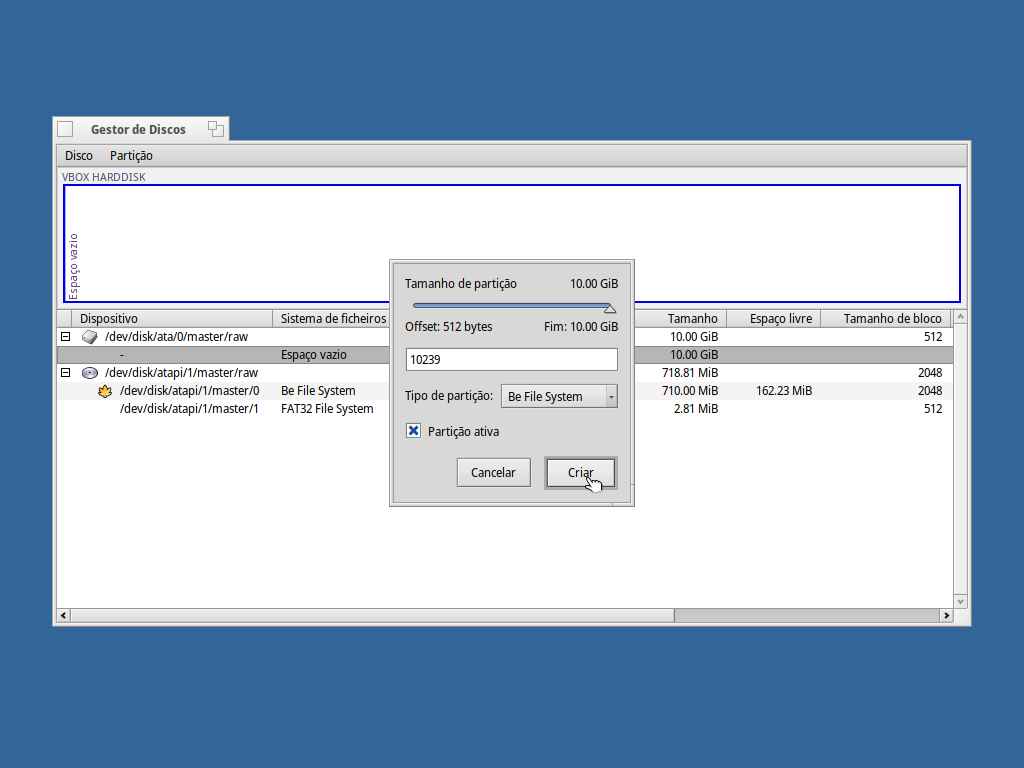 Gestor de Discos
Disco Partição
VBOX HARDDISK
Espaço vazio
Tamanho de partição 10.00 GiB
Offset: 512 bytes Fim: 10.00 GiB
10239
Tipo de partição: Be File System
Partição ativa
Cancelar Criar
Dispositivo Sistema de ficheiros Tamanho Espaço livre Tamanho de bloco
/dev/disk/ata/0/master/raw 10.00 GiB 512
- Espaço vazio 10.00 GiB
/dev/disk/atapi/1/master/raw 718.81 MiB 2048
/dev/disk/atapi/1/master/0 Be File System 710.00 MiB 162.23 MiB 2048
/dev/disk/atapi/1/master/1 FAT32 File System 2.81 MiB 512